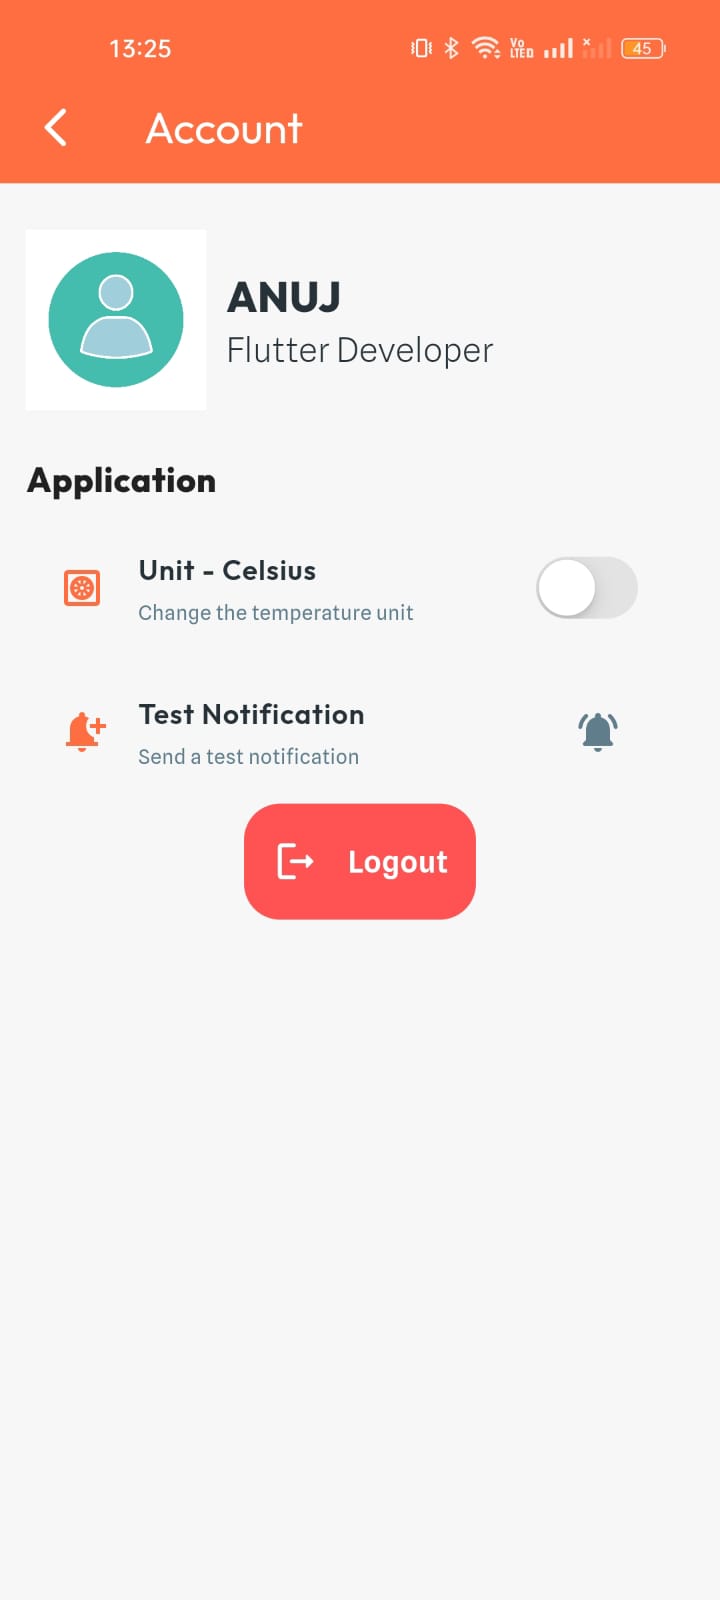 13:25
Vo
LTED
45
Account
ANUJ
Flutter Developer
Application
Unit - Celsius
Change the temperature unit
Test Notification
Send a test notification
Logout